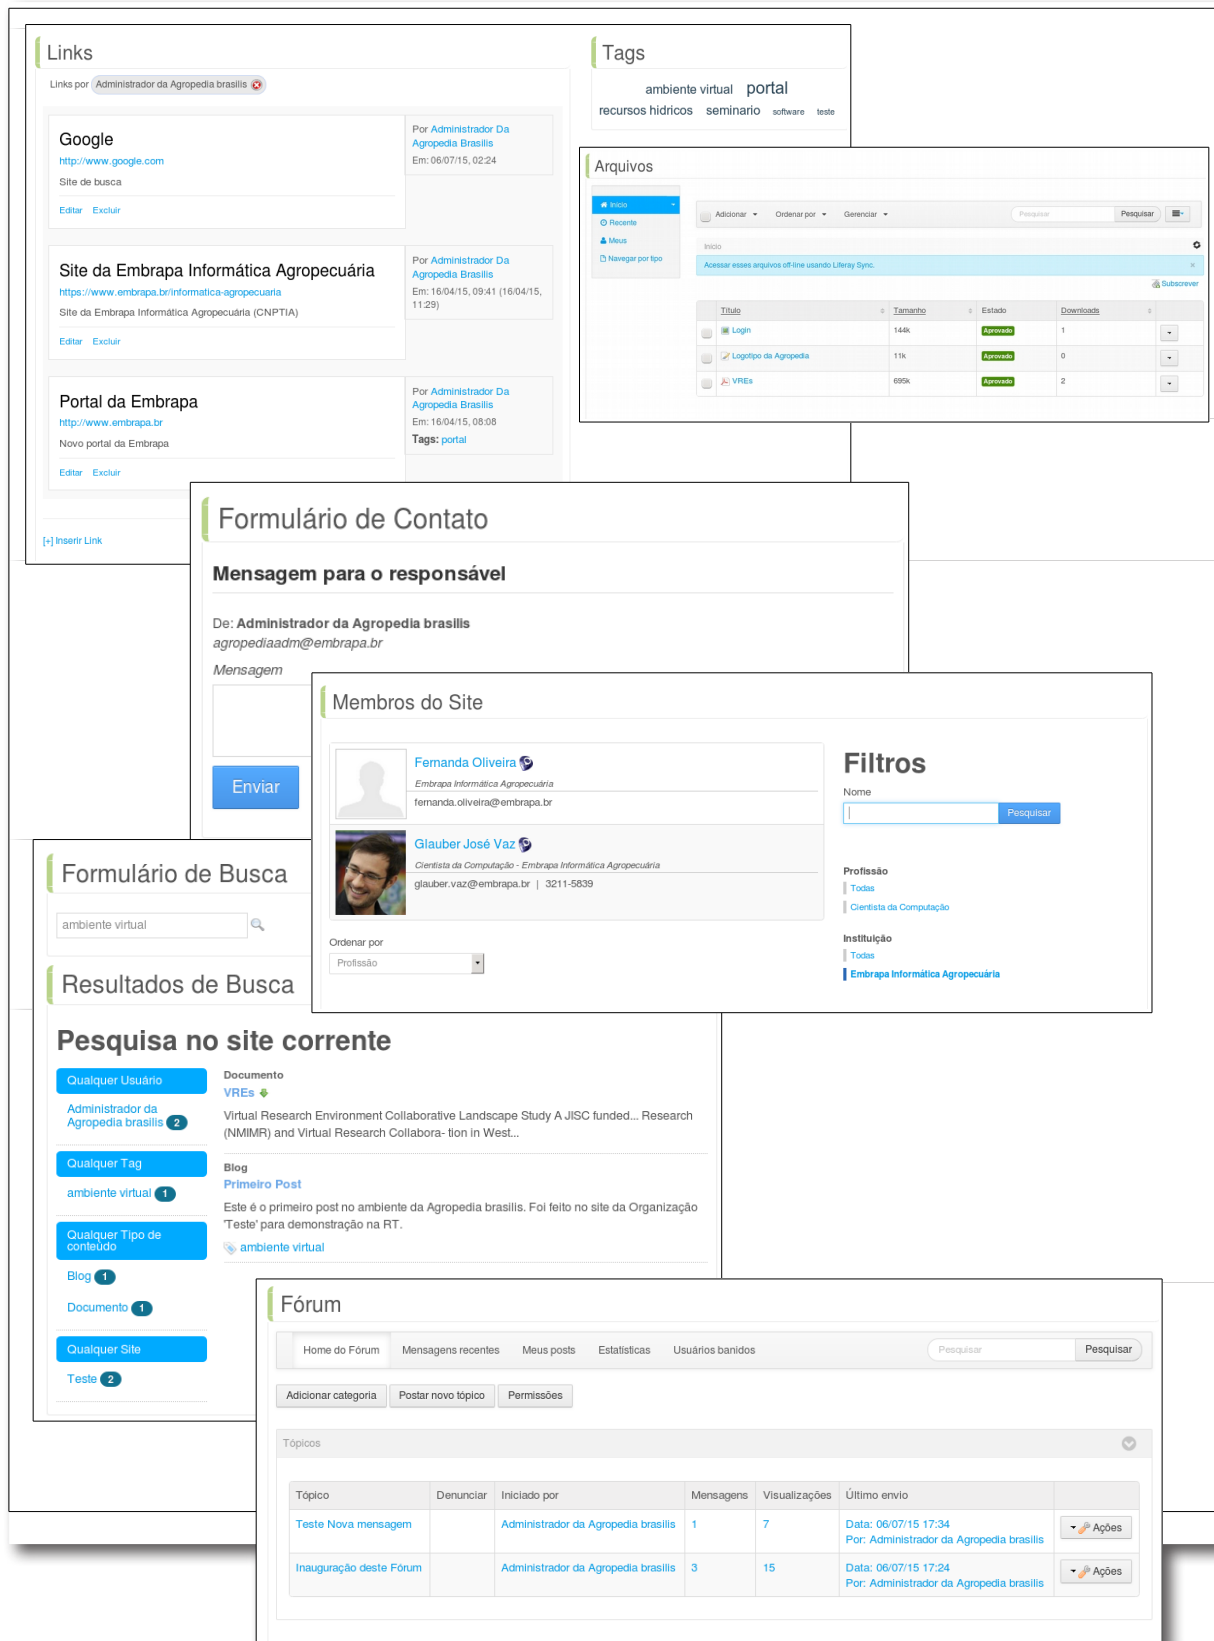 Links
Links por Administrador da Agropedia brasilis
Google
http://www.google.com
Site de busca
Editar Excluir
Por Administrador Da
Agropedia Brasilis
Em: 06/07/15, 02:24
Site da Embrapa Informática Agropecuária
https://www.embrapa.br/informatica-agropecuaria
Site da Embrapa Informática Agropecuária (CNPTIA)
Editar Excluir
Por Administrador Da
Agropedia Brasilis
Em: 16/04/15, 09:41 (16/04/15,
11:29)
Portal da Embrapa
http://www.embrapa.br
Novo portal da Embrapa
Editar Excluir
Por Administrador Da
Agropedia Brasilis
Em: 16/04/15, 08:08
Tags: portal
[+] Inserir Link
Tags
ambiente virtual portal
recursos hidricos seminario software teste
Arquivos
Início
Recente
Meus
Navegar por tipo
Adicionar Ordenar por Gerenciar Pesquisar Pesquisar
Início
Acessar esses arquivos off-line usando Liferay Sync. ×
Subscrever
Título Tamanho Estado Downloads
Login 144k Aprovado 1
Logotipo da Agropedia 11k Aprovado 0
VREs 695k Aprovado 2
Formulário de Contato
Mensagem para o responsável
De: Administrador da Agropedia brasilis
agropediaadm@embrapa.br
Mensagem
Enviar
Membros do Site
Fernanda Oliveira
Embrapa Informática Agropecuária
fernanda.oliveira@embrapa.br
Glauber José Vaz
Cientista da Computação - Embrapa Informática Agropecuária
glauber.vaz@embrapa.br | 3211-5839
Ordenar por
Profissão
Filtros
Nome
Pesquisar
Profissão
Todas
Cientista da Computação
Instituição
Todas
Embrapa Informática Agropecuária
Formulário de Busca
ambiente virtual
Resultados de Busca
Pesquisa no site corrente
Qualquer Usuário
Administrador da
Agropedia brasilis 2
Qualquer Tag
ambiente virtual 1
Qualquer Tipo de
conteúdo
Blog 1
Documento 1
Qualquer Site
Teste 2
Documento
VREs
Virtual Research Environment Collaborative Landscape Study A JISC funded... Research
(NMIMR) and Virtual Research Collabora- tion in West...
Blog
Primeiro Post
Este é o primeiro post no ambiente da Agropedia brasilis. Foi feito no site da Organização
'Teste' para demonstração na RT.
ambiente virtual
Fórum
Home do Fórum Mensagens recentes Meus posts Estatísticas Usuários banidos Pesquisar Pesquisar
Adicionar categoria Postar novo tópico Permissões
Tópicos
Tópico Denunciar Iniciado por Mensagens Visualizações Último envio
Teste Nova mensagem Administrador da Agropedia brasilis 1 7 Data: 06/07/15 17:34
Por: Administrador da Agropedia brasilis Ações
Inauguração deste Fórum Administrador da Agropedia brasilis 3 15 Data: 06/07/15 17:24
Por: Administrador da Agropedia brasilis Ações